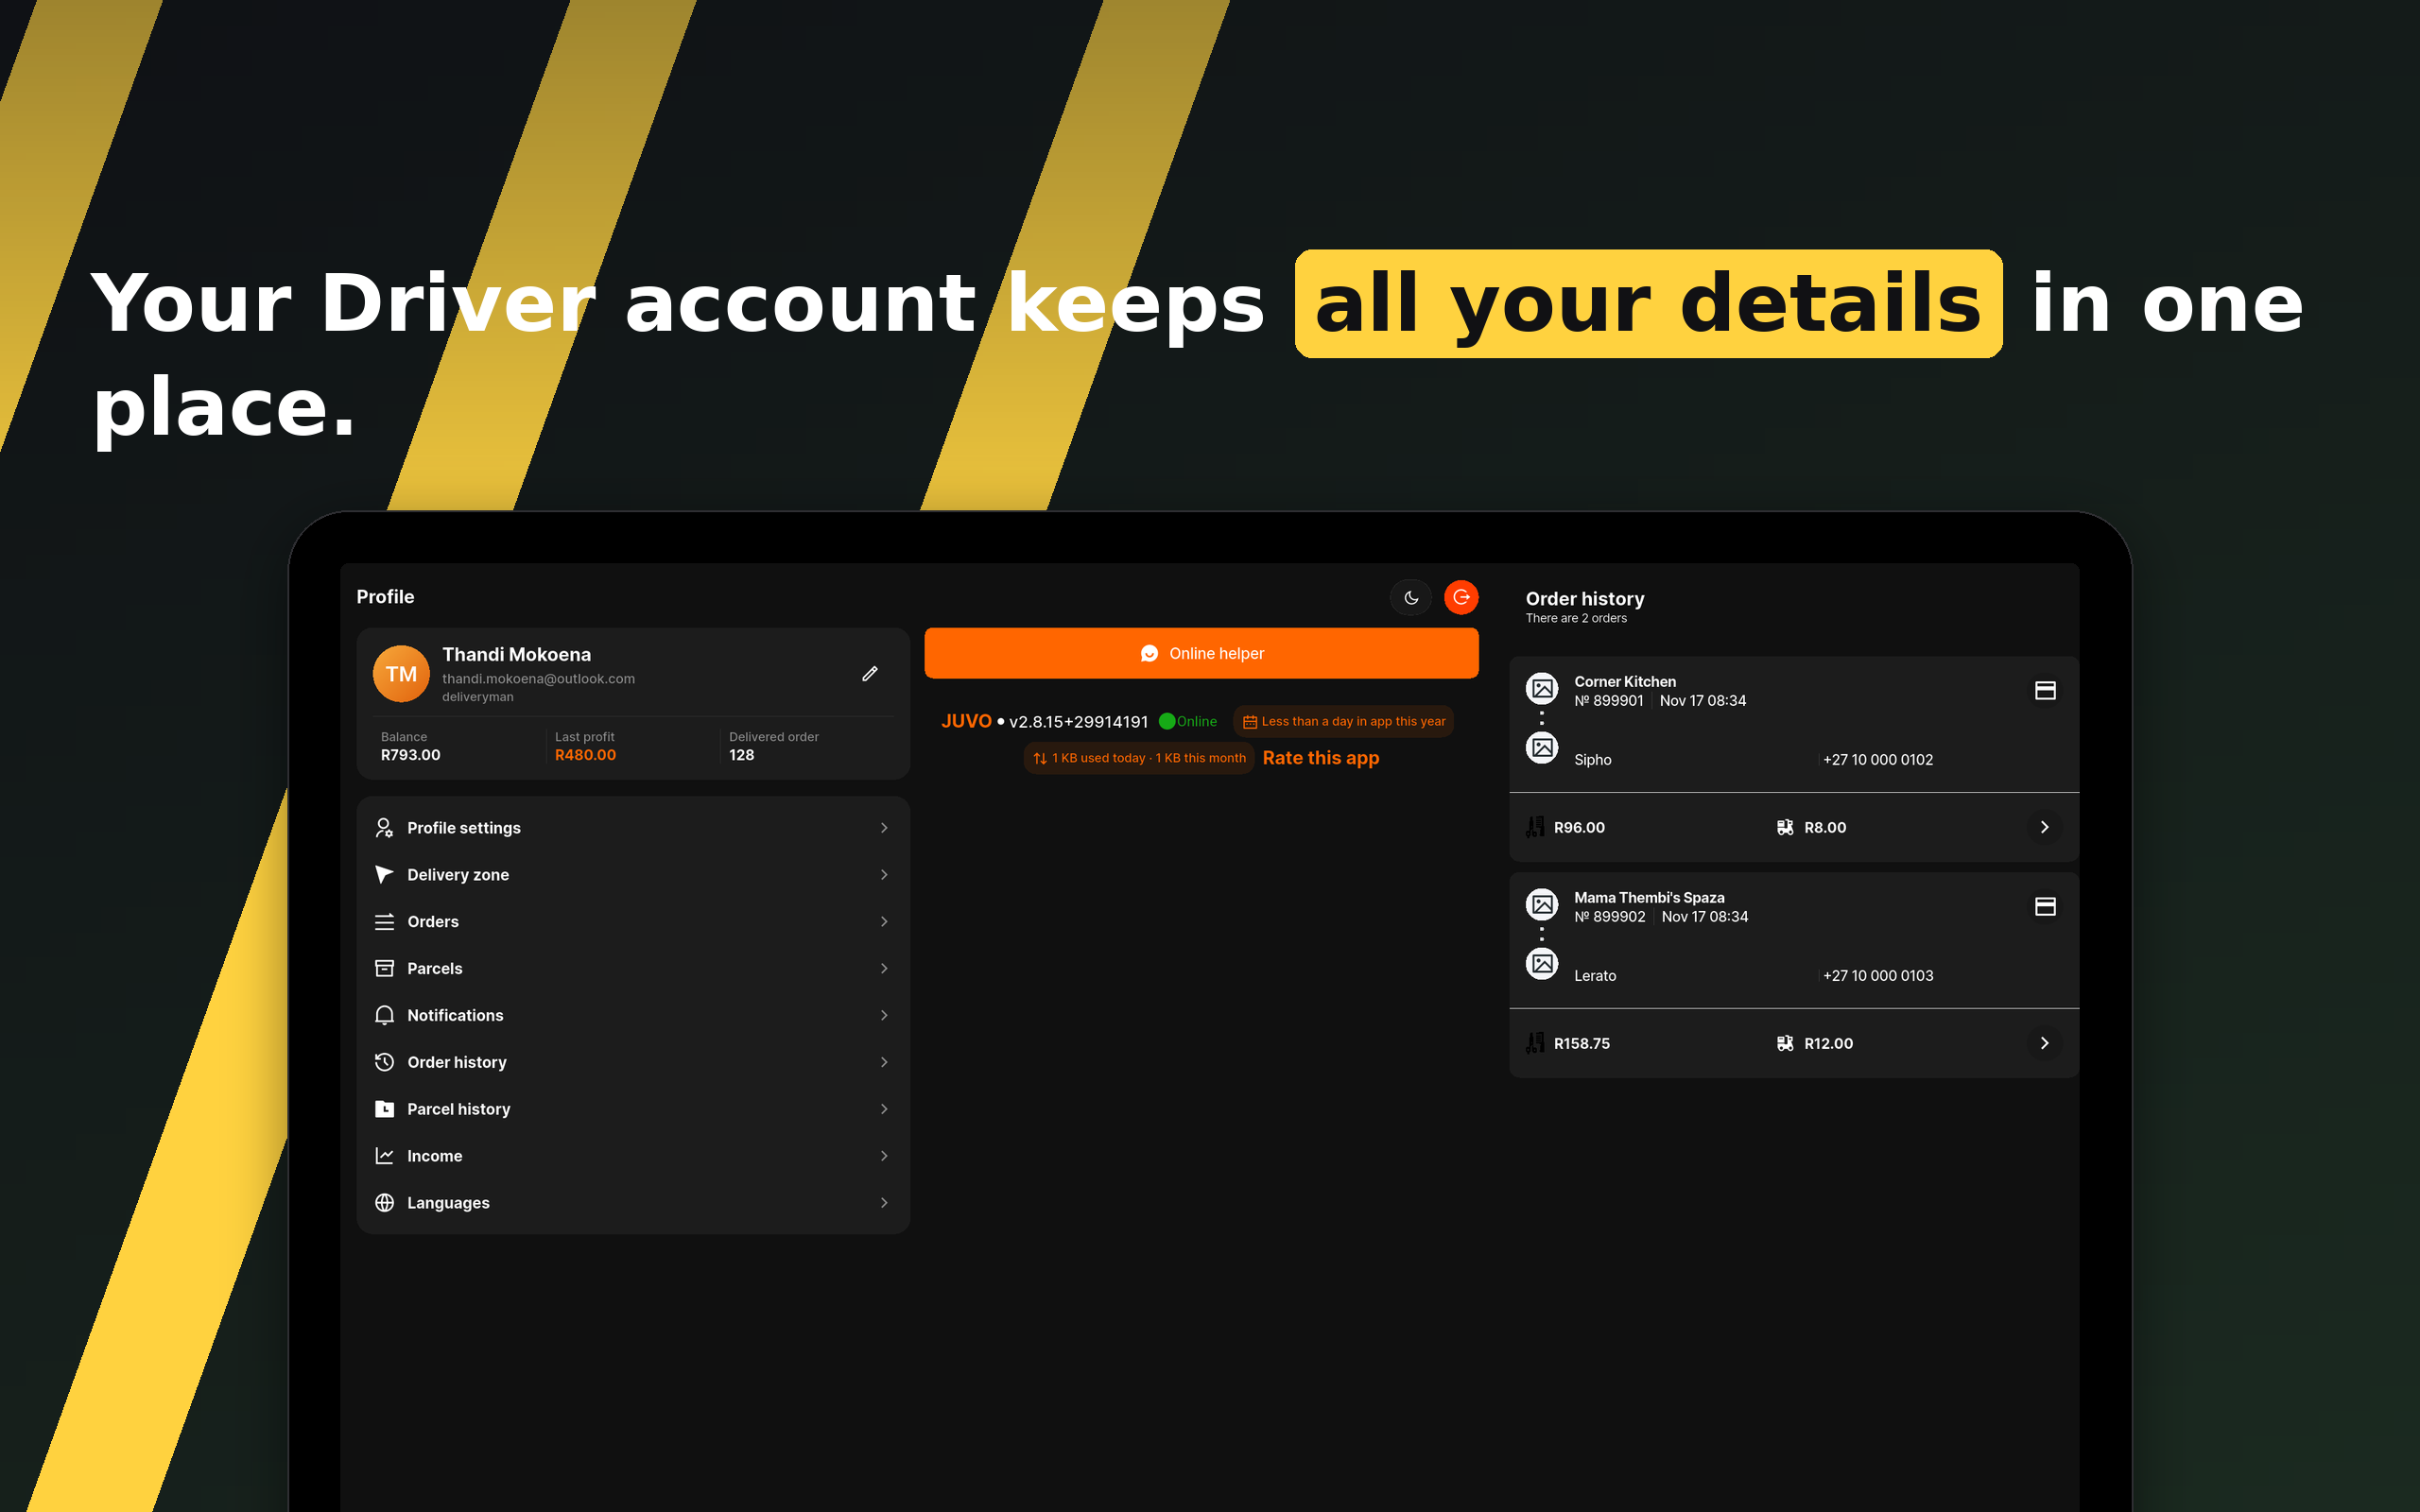 Your Driver account keeps all your details in one
place.
Profile
TM
Thandi Mokoena
thandi.mokoena@outlook.com
deliveryman
Balance
R793.00
Last profit
R480.00
Delivered order
128
Profile settings
Delivery zone
Orders
Parcels
Notifications
Order history
Parcel history
Income
Languages
Online helper
JUVO • v2.8.15+29914191 Online Less than a day in app this year
1 KB used today · 1 KB this month Rate this app
Order history
There are 2 orders
Corner Kitchen
№ 899901 Nov 17 08:34
Sipho +27 10 000 0102
R96.00 R8.00
Mama Thembi's Spaza
№ 899902 Nov 17 08:34
Lerato +27 10 000 0103
R158.75 R12.00